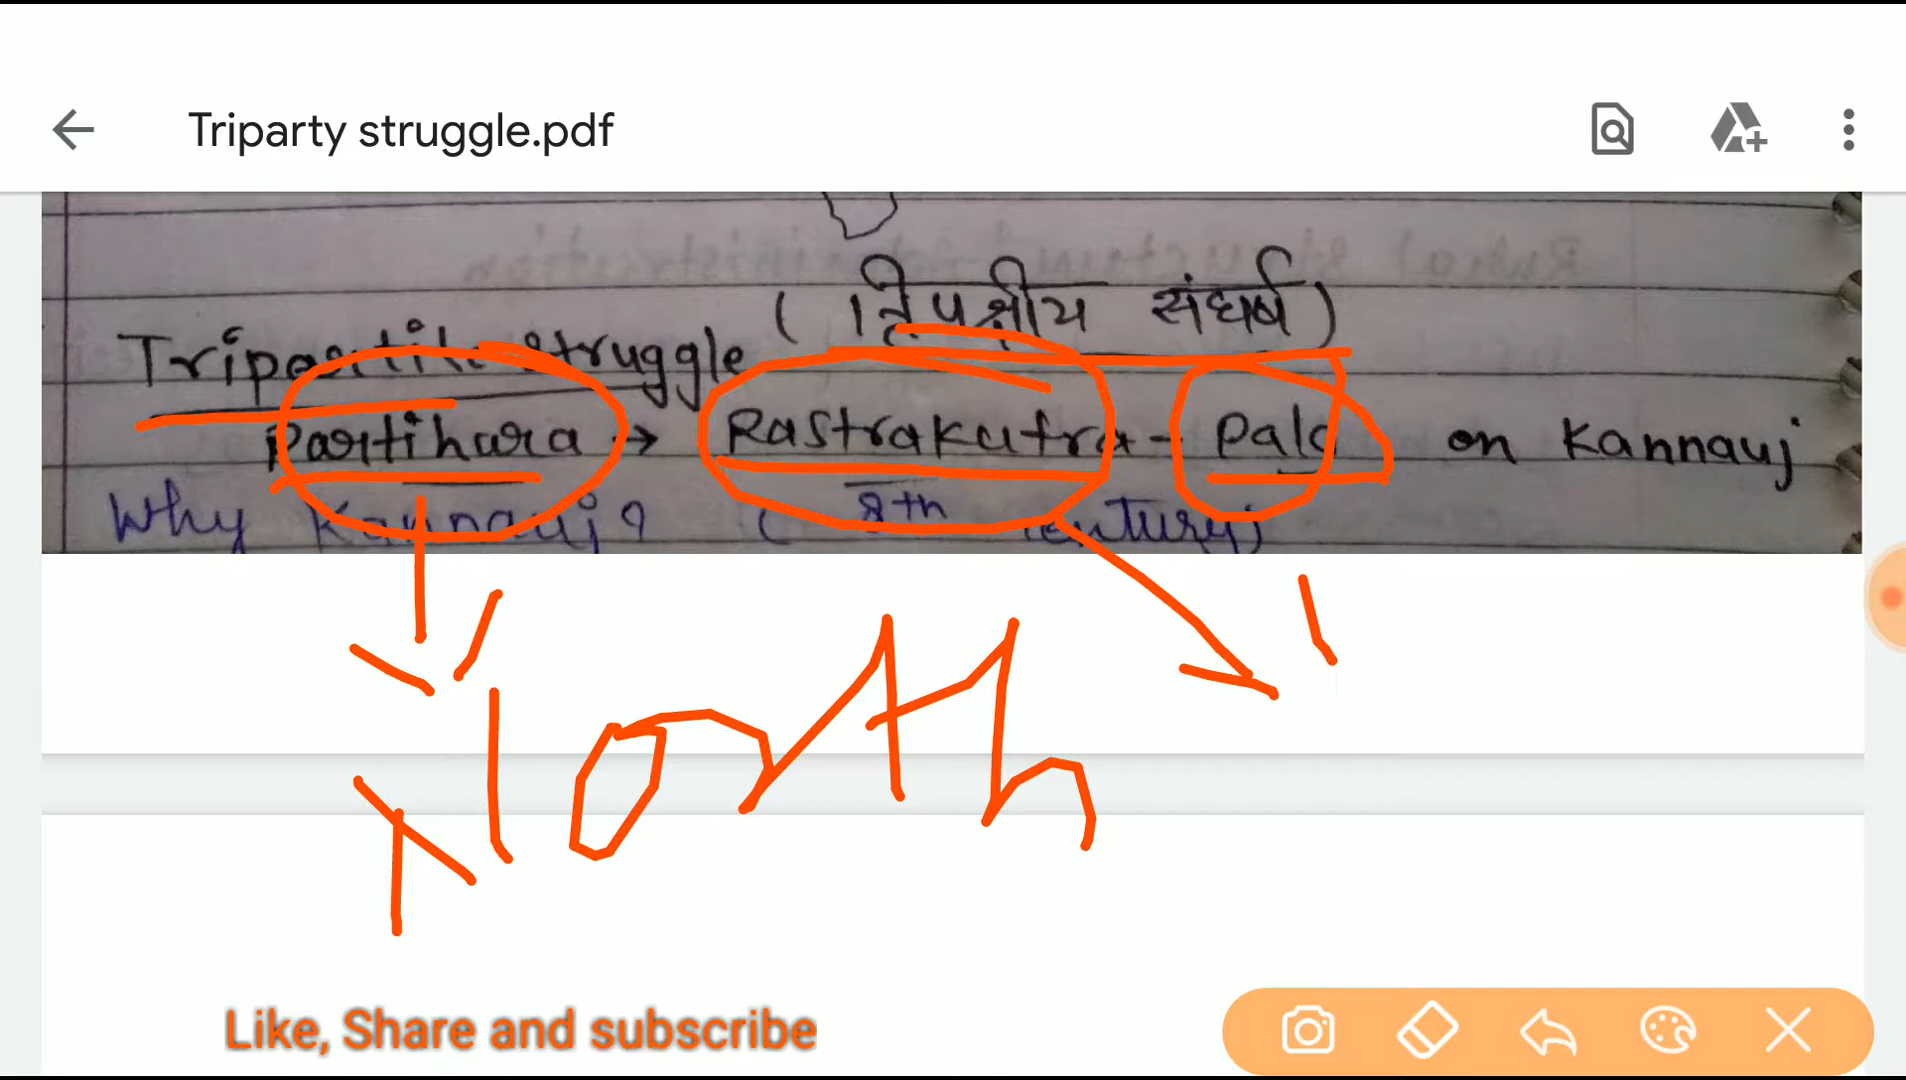 Triparty struggle.pdf
(त्रिपक्षीय संघर्ष)
Tripartite struggle
Partihara → Rastrakutra - Pala on Kannauj
Why Kannauj? (8th century)
North
Like, Share and subscribe